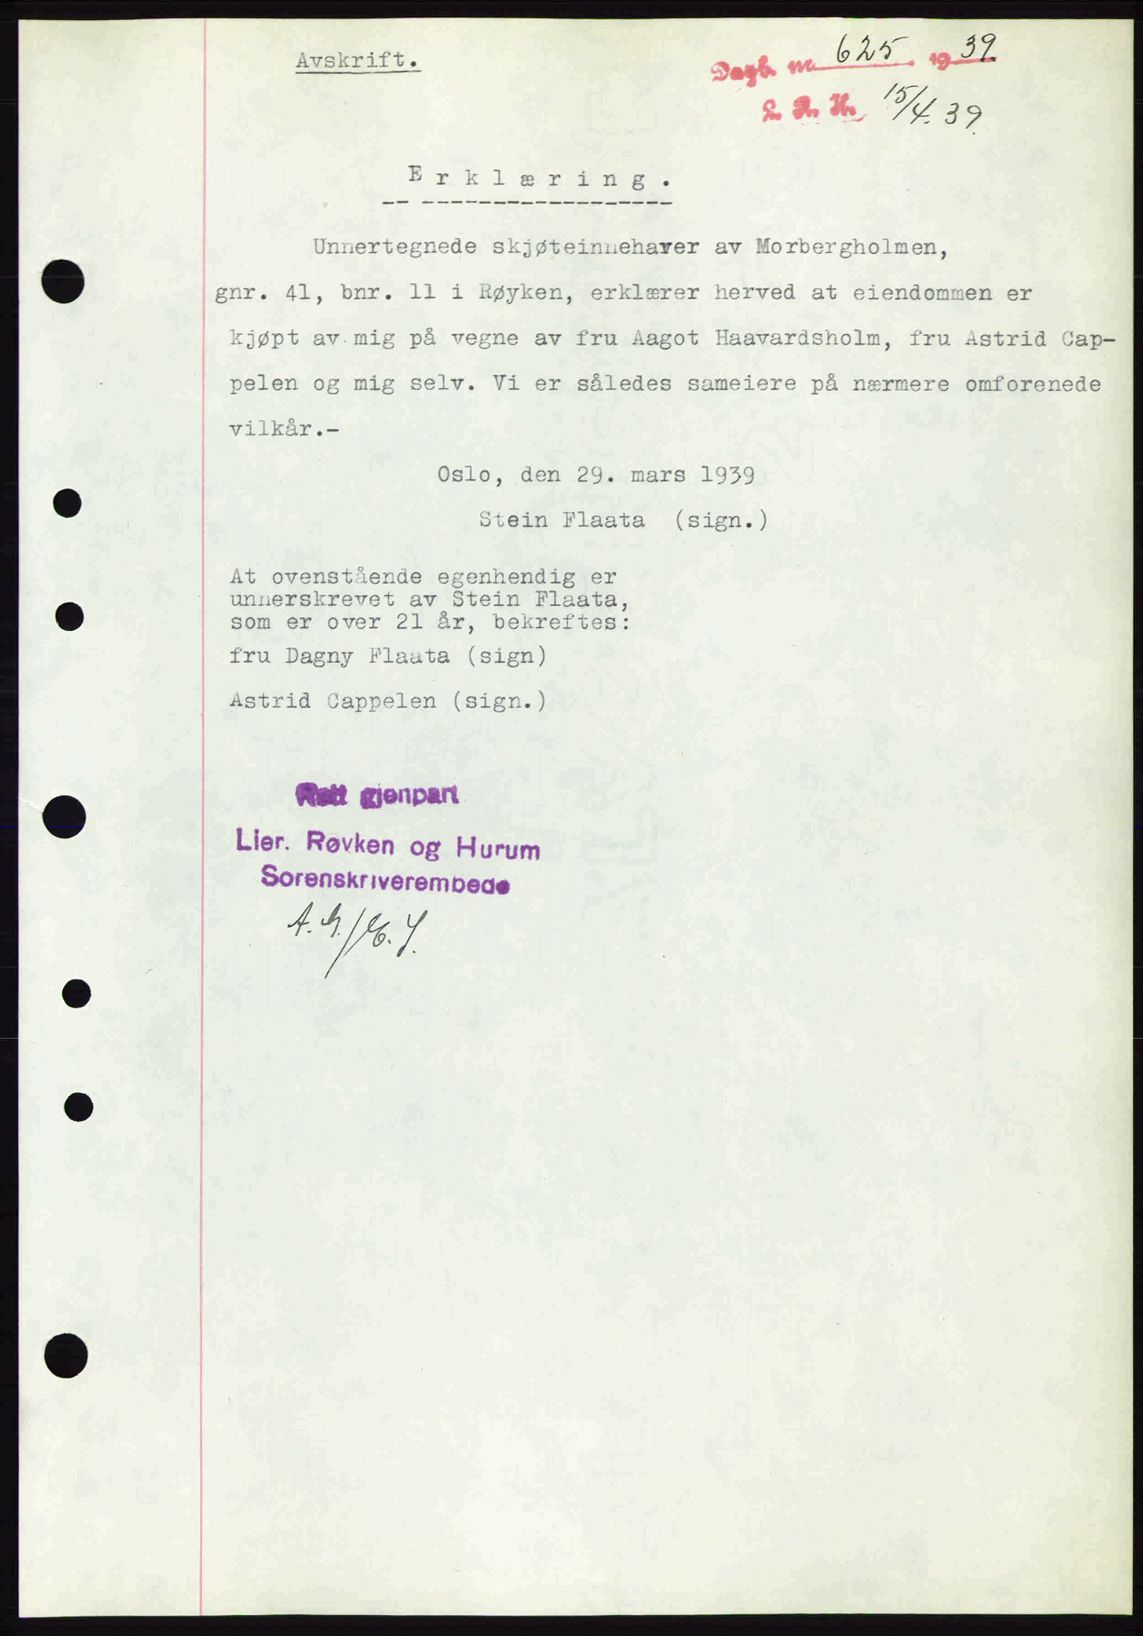 Avskrift.
Dagb. nr. 625. 1939.
L. R. H. 15/4.39.
Erklæring.
Unnertegnede skjøteinnehaver av Morbergholmen,
gnr. 41, bnr. 11 i Røyken, erklærer herved at eiendommen er
kjøpt av mig på vegne av fru Aagot Haavardsholm, fru Astrid Cap-
pelen og mig selv. Vi er således sameiere på nærmere omforenede
vilkår.-
Oslo, den 29. mars 1939
Stein Flaata (sign.)
At ovenstående egenhendig er
unnerskrevet av Stein Flaata,
som er over 21 år, bekreftes:
fru Dagny Flaata (sign)
Astrid Cappelen (sign.)
Rett gjenpart
Lier. Røyken og Hurum
Sorenskriverembede